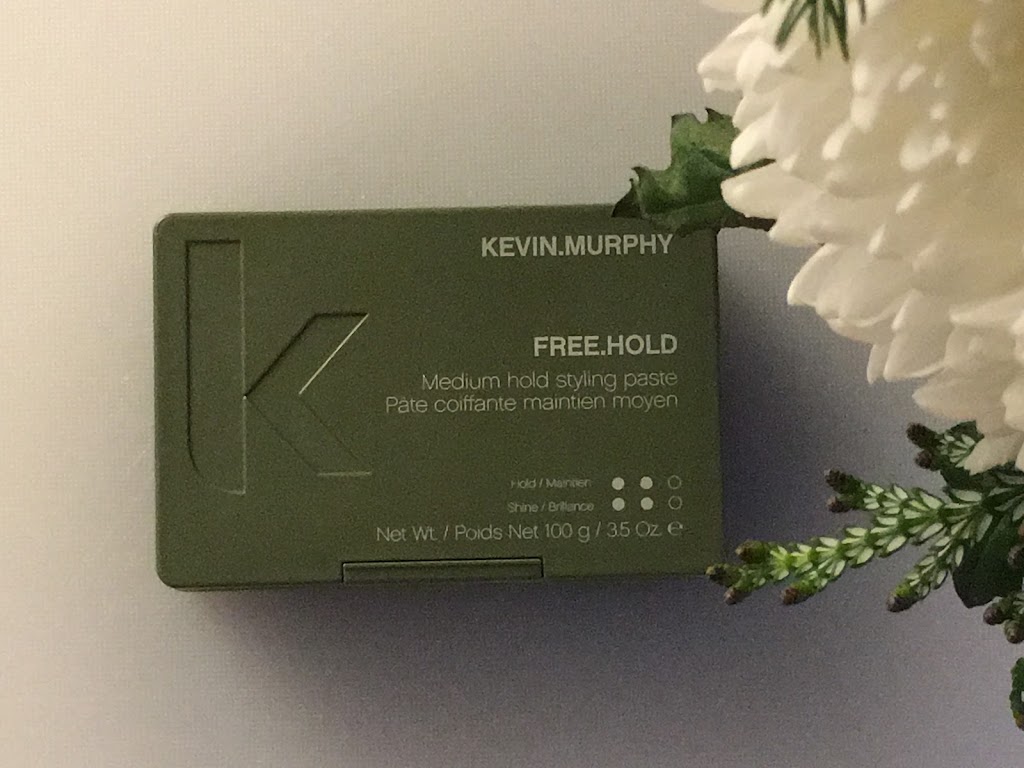 K
KEVIN.MURPHY
FREE.HOLD
Medium hold styling paste
Pâte coiffante maintien moyen
Hold / Maintien
Shine / Brillance
Net Wt. / Poids Net 100 g / 3.5 Oz. ℮